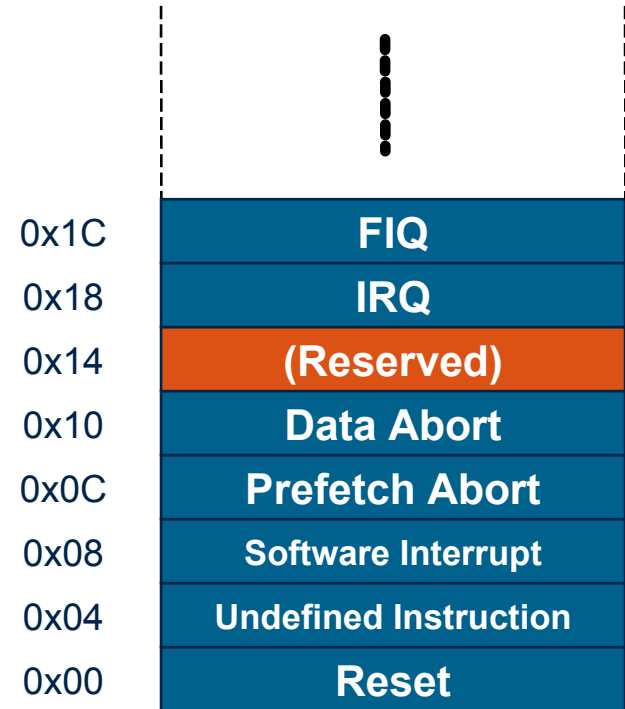 0x1C FIQ
0x18 IRQ
0x14 (Reserved)
0x10 Data Abort
0x0C Prefetch Abort
0x08 Software Interrupt
0x04 Undefined Instruction
0x00 Reset